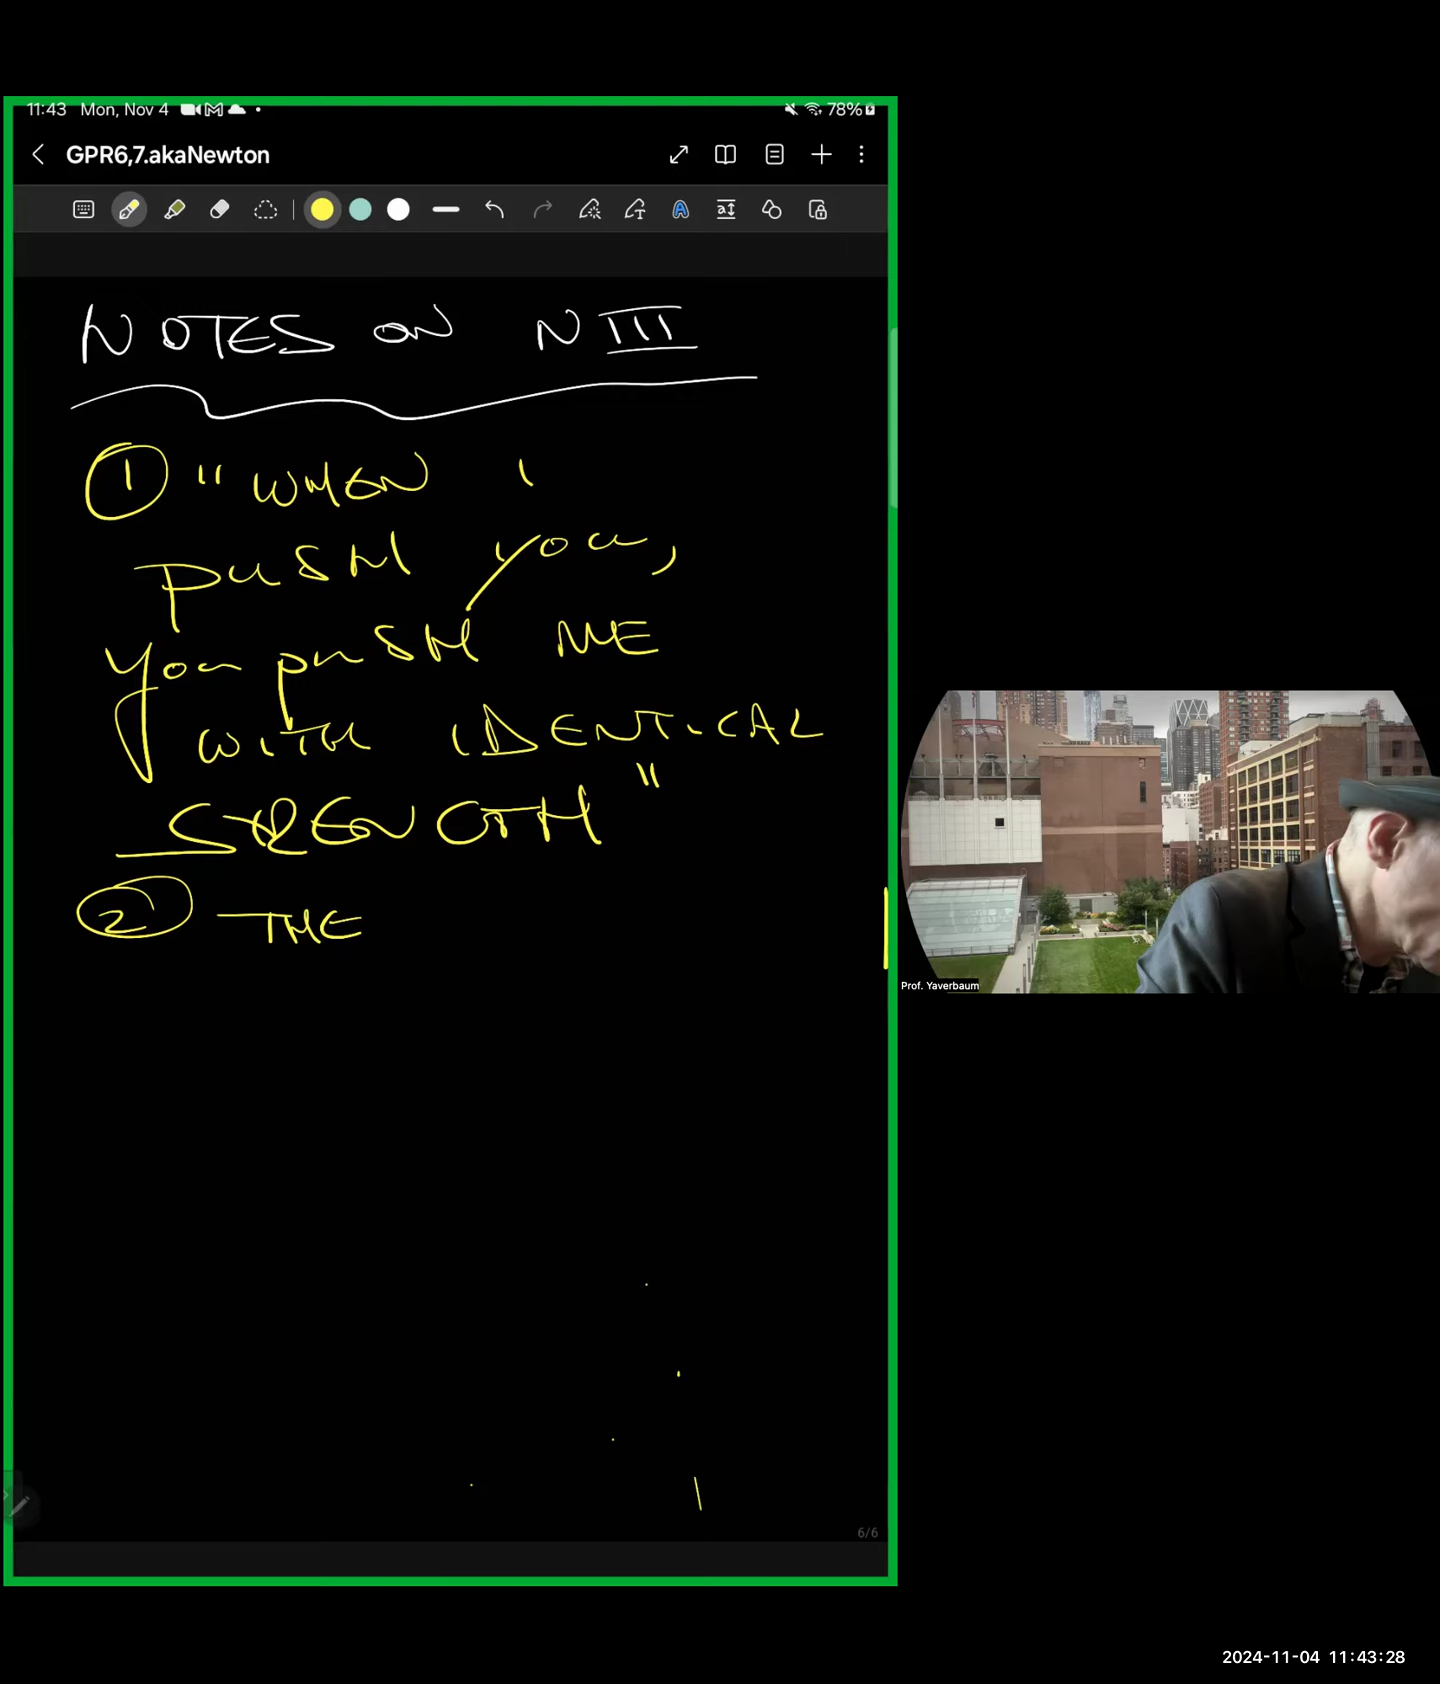 11:43 Mon, Nov 4 78%
GPR6,7.akaNewton
NOTES ON N III
1 "WHEN I
PUSH YOU,
YOU PUSH ME
WITH IDENTICAL
STRENGTH"
2 THE
6/6
Prof. Yaverbaum
2024-11-04 11:43:28